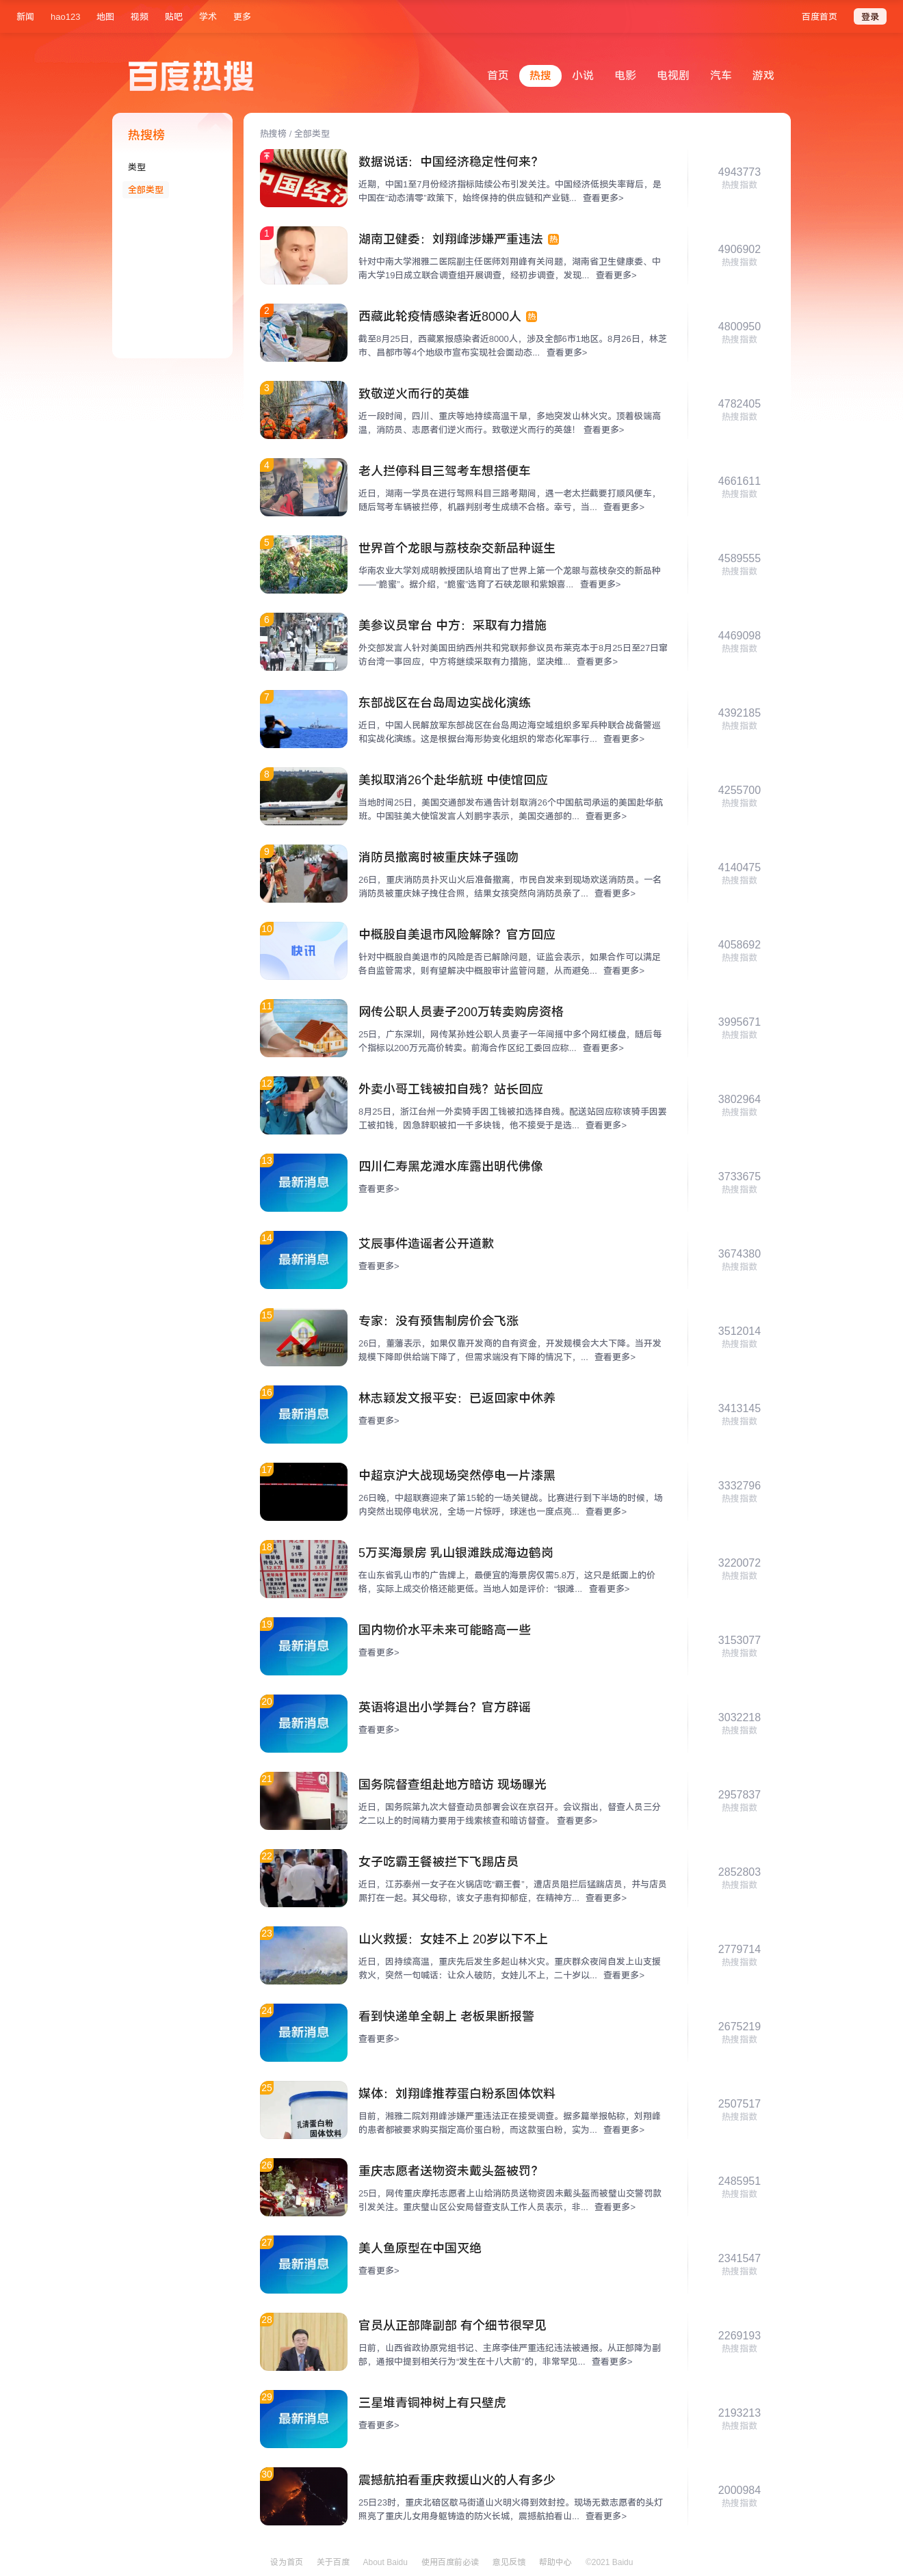 新闻 hao123 地图 视频 贴吧 学术 更多 百度首页 登录
百度热搜
首页 热搜 小说 电影 电视剧 汽车 游戏
热搜榜
类型
全部类型
热搜榜 / 全部类型
数据说话：中国经济稳定性何来？
近期，中国1至7月份经济指标陆续公布引发关注。中国经济低损失率背后，是
中国在“动态清零”政策下，始终保持的供应链和产业链... 查看更多>
4943773
热搜指数
1
湖南卫健委：刘翔峰涉嫌严重违法 热
针对中南大学湘雅二医院副主任医师刘翔峰有关问题，湖南省卫生健康委、中
南大学19日成立联合调查组开展调查，经初步调查，发现... 查看更多>
4906902
热搜指数
2
西藏此轮疫情感染者近8000人 热
截至8月25日，西藏累报感染者近8000人，涉及全部6市1地区。8月26日，林芝
市、昌都市等4个地级市宣布实现社会面动态... 查看更多>
4800950
热搜指数
3
致敬逆火而行的英雄
近一段时间，四川、重庆等地持续高温干旱，多地突发山林火灾。顶着极端高
温，消防员、志愿者们逆火而行。致敬逆火而行的英雄！ 查看更多>
4782405
热搜指数
4
老人拦停科目三驾考车想搭便车
近日，湖南一学员在进行驾照科目三路考期间，遇一老太拦截要打顺风便车，
随后驾考车辆被拦停，机器判别考生成绩不合格。幸亏，当... 查看更多>
4661611
热搜指数
5
世界首个龙眼与荔枝杂交新品种诞生
华南农业大学刘成明教授团队培育出了世界上第一个龙眼与荔枝杂交的新品种
——“脆蜜”。据介绍，“脆蜜”选育了石硖龙眼和紫娘喜... 查看更多>
4589555
热搜指数
6
美参议员窜台 中方：采取有力措施
外交部发言人针对美国田纳西州共和党联邦参议员布莱克本于8月25日至27日窜
访台湾一事回应，中方将继续采取有力措施，坚决维... 查看更多>
4469098
热搜指数
7
东部战区在台岛周边实战化演练
近日，中国人民解放军东部战区在台岛周边海空域组织多军兵种联合战备警巡
和实战化演练。这是根据台海形势变化组织的常态化军事行... 查看更多>
4392185
热搜指数
8
美拟取消26个赴华航班 中使馆回应
当地时间25日，美国交通部发布通告计划取消26个中国航司承运的美国赴华航
班。中国驻美大使馆发言人刘鹏宇表示，美国交通部的... 查看更多>
4255700
热搜指数
9
消防员撤离时被重庆妹子强吻
26日，重庆消防员扑灭山火后准备撤离，市民自发来到现场欢送消防员。一名
消防员被重庆妹子拽住合照，结果女孩突然向消防员亲了... 查看更多>
4140475
热搜指数
10
快讯
中概股自美退市风险解除？官方回应
针对中概股自美退市的风险是否已解除问题，证监会表示，如果合作可以满足
各自监管需求，则有望解决中概股审计监管问题，从而避免... 查看更多>
4058692
热搜指数
11
网传公职人员妻子200万转卖购房资格
25日，广东深圳，网传某孙姓公职人员妻子一年间摇中多个网红楼盘，随后每
个指标以200万元高价转卖。前海合作区纪工委回应称... 查看更多>
3995671
热搜指数
12
外卖小哥工钱被扣自残？站长回应
8月25日，浙江台州一外卖骑手因工钱被扣选择自残。配送站回应称该骑手因罢
工被扣钱，因急辞职被扣一千多块钱，他不接受于是选... 查看更多>
3802964
热搜指数
13
最新消息
四川仁寿黑龙滩水库露出明代佛像
查看更多>
3733675
热搜指数
14
最新消息
艾辰事件造谣者公开道歉
查看更多>
3674380
热搜指数
15
专家：没有预售制房价会飞涨
26日，董藩表示，如果仅靠开发商的自有资金，开发规模会大大下降。当开发
规模下降即供给端下降了，但需求端没有下降的情况下，... 查看更多>
3512014
热搜指数
16
最新消息
林志颖发文报平安：已返回家中休养
查看更多>
3413145
热搜指数
17
中超京沪大战现场突然停电一片漆黑
26日晚，中超联赛迎来了第15轮的一场关键战。比赛进行到下半场的时候，场
内突然出现停电状况，全场一片惊呼，球迷也一度点亮... 查看更多>
3332796
热搜指数
18
5万买海景房 乳山银滩跌成海边鹤岗
在山东省乳山市的广告牌上，最便宜的海景房仅需5.8万，这只是纸面上的价
格，实际上成交价格还能更低。当地人如是评价：“银滩... 查看更多>
3220072
热搜指数
19
最新消息
国内物价水平未来可能略高一些
查看更多>
3153077
热搜指数
20
最新消息
英语将退出小学舞台？官方辟谣
查看更多>
3032218
热搜指数
21
国务院督查组赴地方暗访 现场曝光
近日，国务院第九次大督查动员部署会议在京召开。会议指出，督查人员三分
之二以上的时间精力要用于线索核查和暗访督查。 查看更多>
2957837
热搜指数
22
女子吃霸王餐被拦下飞踢店员
近日，江苏泰州一女子在火锅店吃“霸王餐”，遭店员阻拦后猛踹店员，并与店员
厮打在一起。其父母称，该女子患有抑郁症，在精神方... 查看更多>
2852803
热搜指数
23
山火救援：女娃不上 20岁以下不上
近日，因持续高温，重庆先后发生多起山林火灾。重庆群众夜间自发上山支援
救火，突然一句喊话：让众人破防，女娃儿不上，二十岁以... 查看更多>
2779714
热搜指数
24
最新消息
看到快递单全朝上 老板果断报警
查看更多>
2675219
热搜指数
25
乳清蛋白粉
固体饮料
媒体：刘翔峰推荐蛋白粉系固体饮料
目前，湘雅二院刘翔峰涉嫌严重违法正在接受调查。据多篇举报帖称，刘翔峰
的患者都被要求购买指定高价蛋白粉，而这款蛋白粉，实为... 查看更多>
2507517
热搜指数
26
重庆志愿者送物资未戴头盔被罚？
25日，网传重庆摩托志愿者上山给消防员送物资因未戴头盔而被璧山交警罚款
引发关注。重庆璧山区公安局督查支队工作人员表示，非... 查看更多>
2485951
热搜指数
27
最新消息
美人鱼原型在中国灭绝
查看更多>
2341547
热搜指数
28
官员从正部降副部 有个细节很罕见
日前，山西省政协原党组书记、主席李佳严重违纪违法被通报。从正部降为副
部，通报中提到相关行为“发生在十八大前”的，非常罕见... 查看更多>
2269193
热搜指数
29
最新消息
三星堆青铜神树上有只壁虎
查看更多>
2193213
热搜指数
30
震撼航拍看重庆救援山火的人有多少
25日23时，重庆北碚区歇马街道山火明火得到效封控。现场无数志愿者的头灯
照亮了重庆儿女用身躯铸造的防火长城，震撼航拍看山... 查看更多>
2000984
热搜指数
设为首页 关于百度 About Baidu 使用百度前必读 意见反馈 帮助中心 ©2021 Baidu